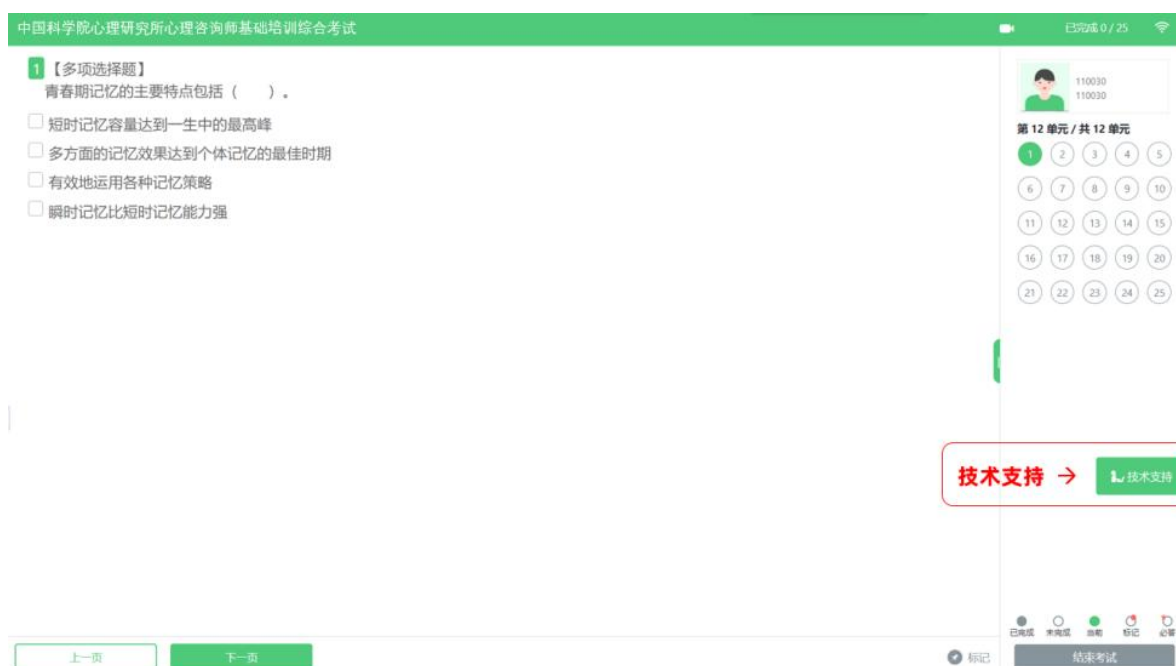 中国科学院心理研究所心理咨询师基础培训综合考试
已完成 0 / 25
1 【多项选择题】
青春期记忆的主要特点包括（ ）。
短时记忆容量达到一生中的最高峰
多方面的记忆效果达到个体记忆的最佳时期
有效地运用各种记忆策略
瞬时记忆比短时记忆能力强
110030
110030
第 12 单元 / 共 12 单元
1 2 3 4 5
6 7 8 9 10
11 12 13 14 15
16 17 18 19 20
21 22 23 24 25
技术支持 → 技术支持
已完成 未完成 当前 标记 必答
上一页 下一页 标记 结束考试